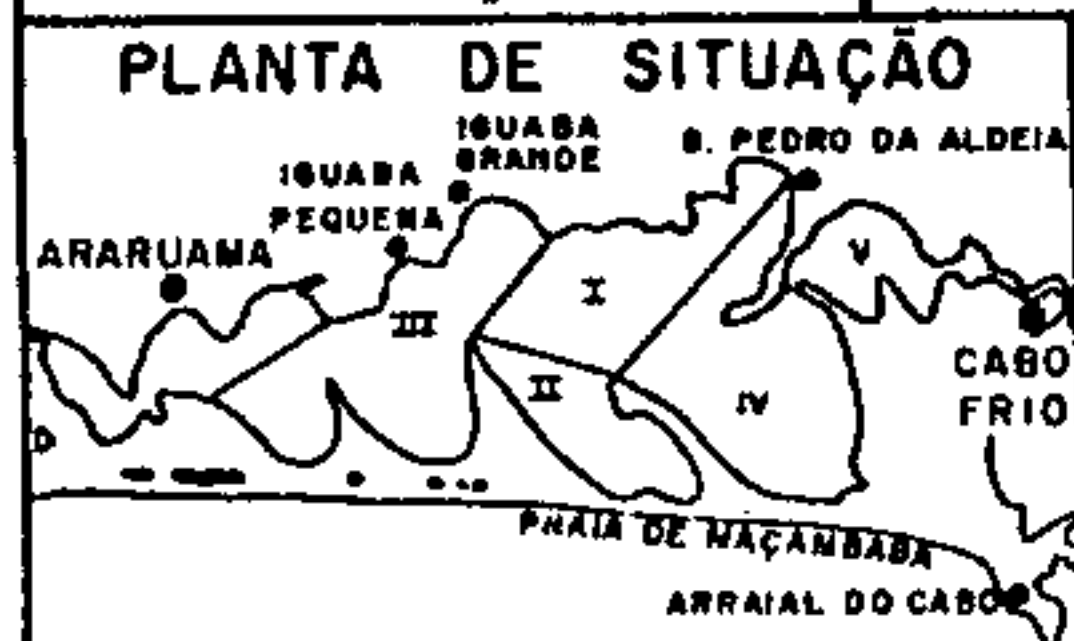 PLANTA DE SITUAÇÃO
IGUABA
GRANDE
S. PEDRO DA ALDEIA
IGUABA
PEQUENA
ARARUAMA
V
I
III
CABO
FRIO
II
IV
PRAIA DE MAÇAMBABA
ARRAIAL DO CABO